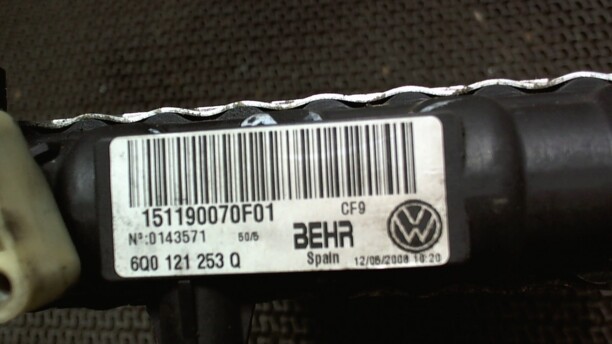 151190070F01 CF9
Nº:0143571 50/5 BEHR
6Q0 121 253 Q Spain 12/05/2008 10:20